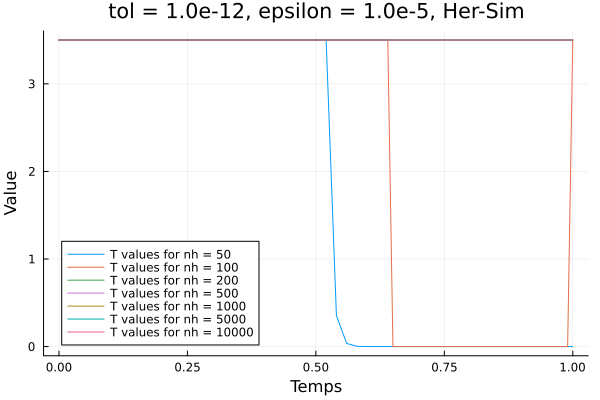 tol = 1.0e-12, epsilon = 1.0e-5, Her-Sim
Value
3
2
1
0
T values for nh = 50
T values for nh = 100
T values for nh = 200
T values for nh = 500
T values for nh = 1000
T values for nh = 5000
T values for nh = 10000
0.00 0.25 0.50 0.75 1.00
Temps